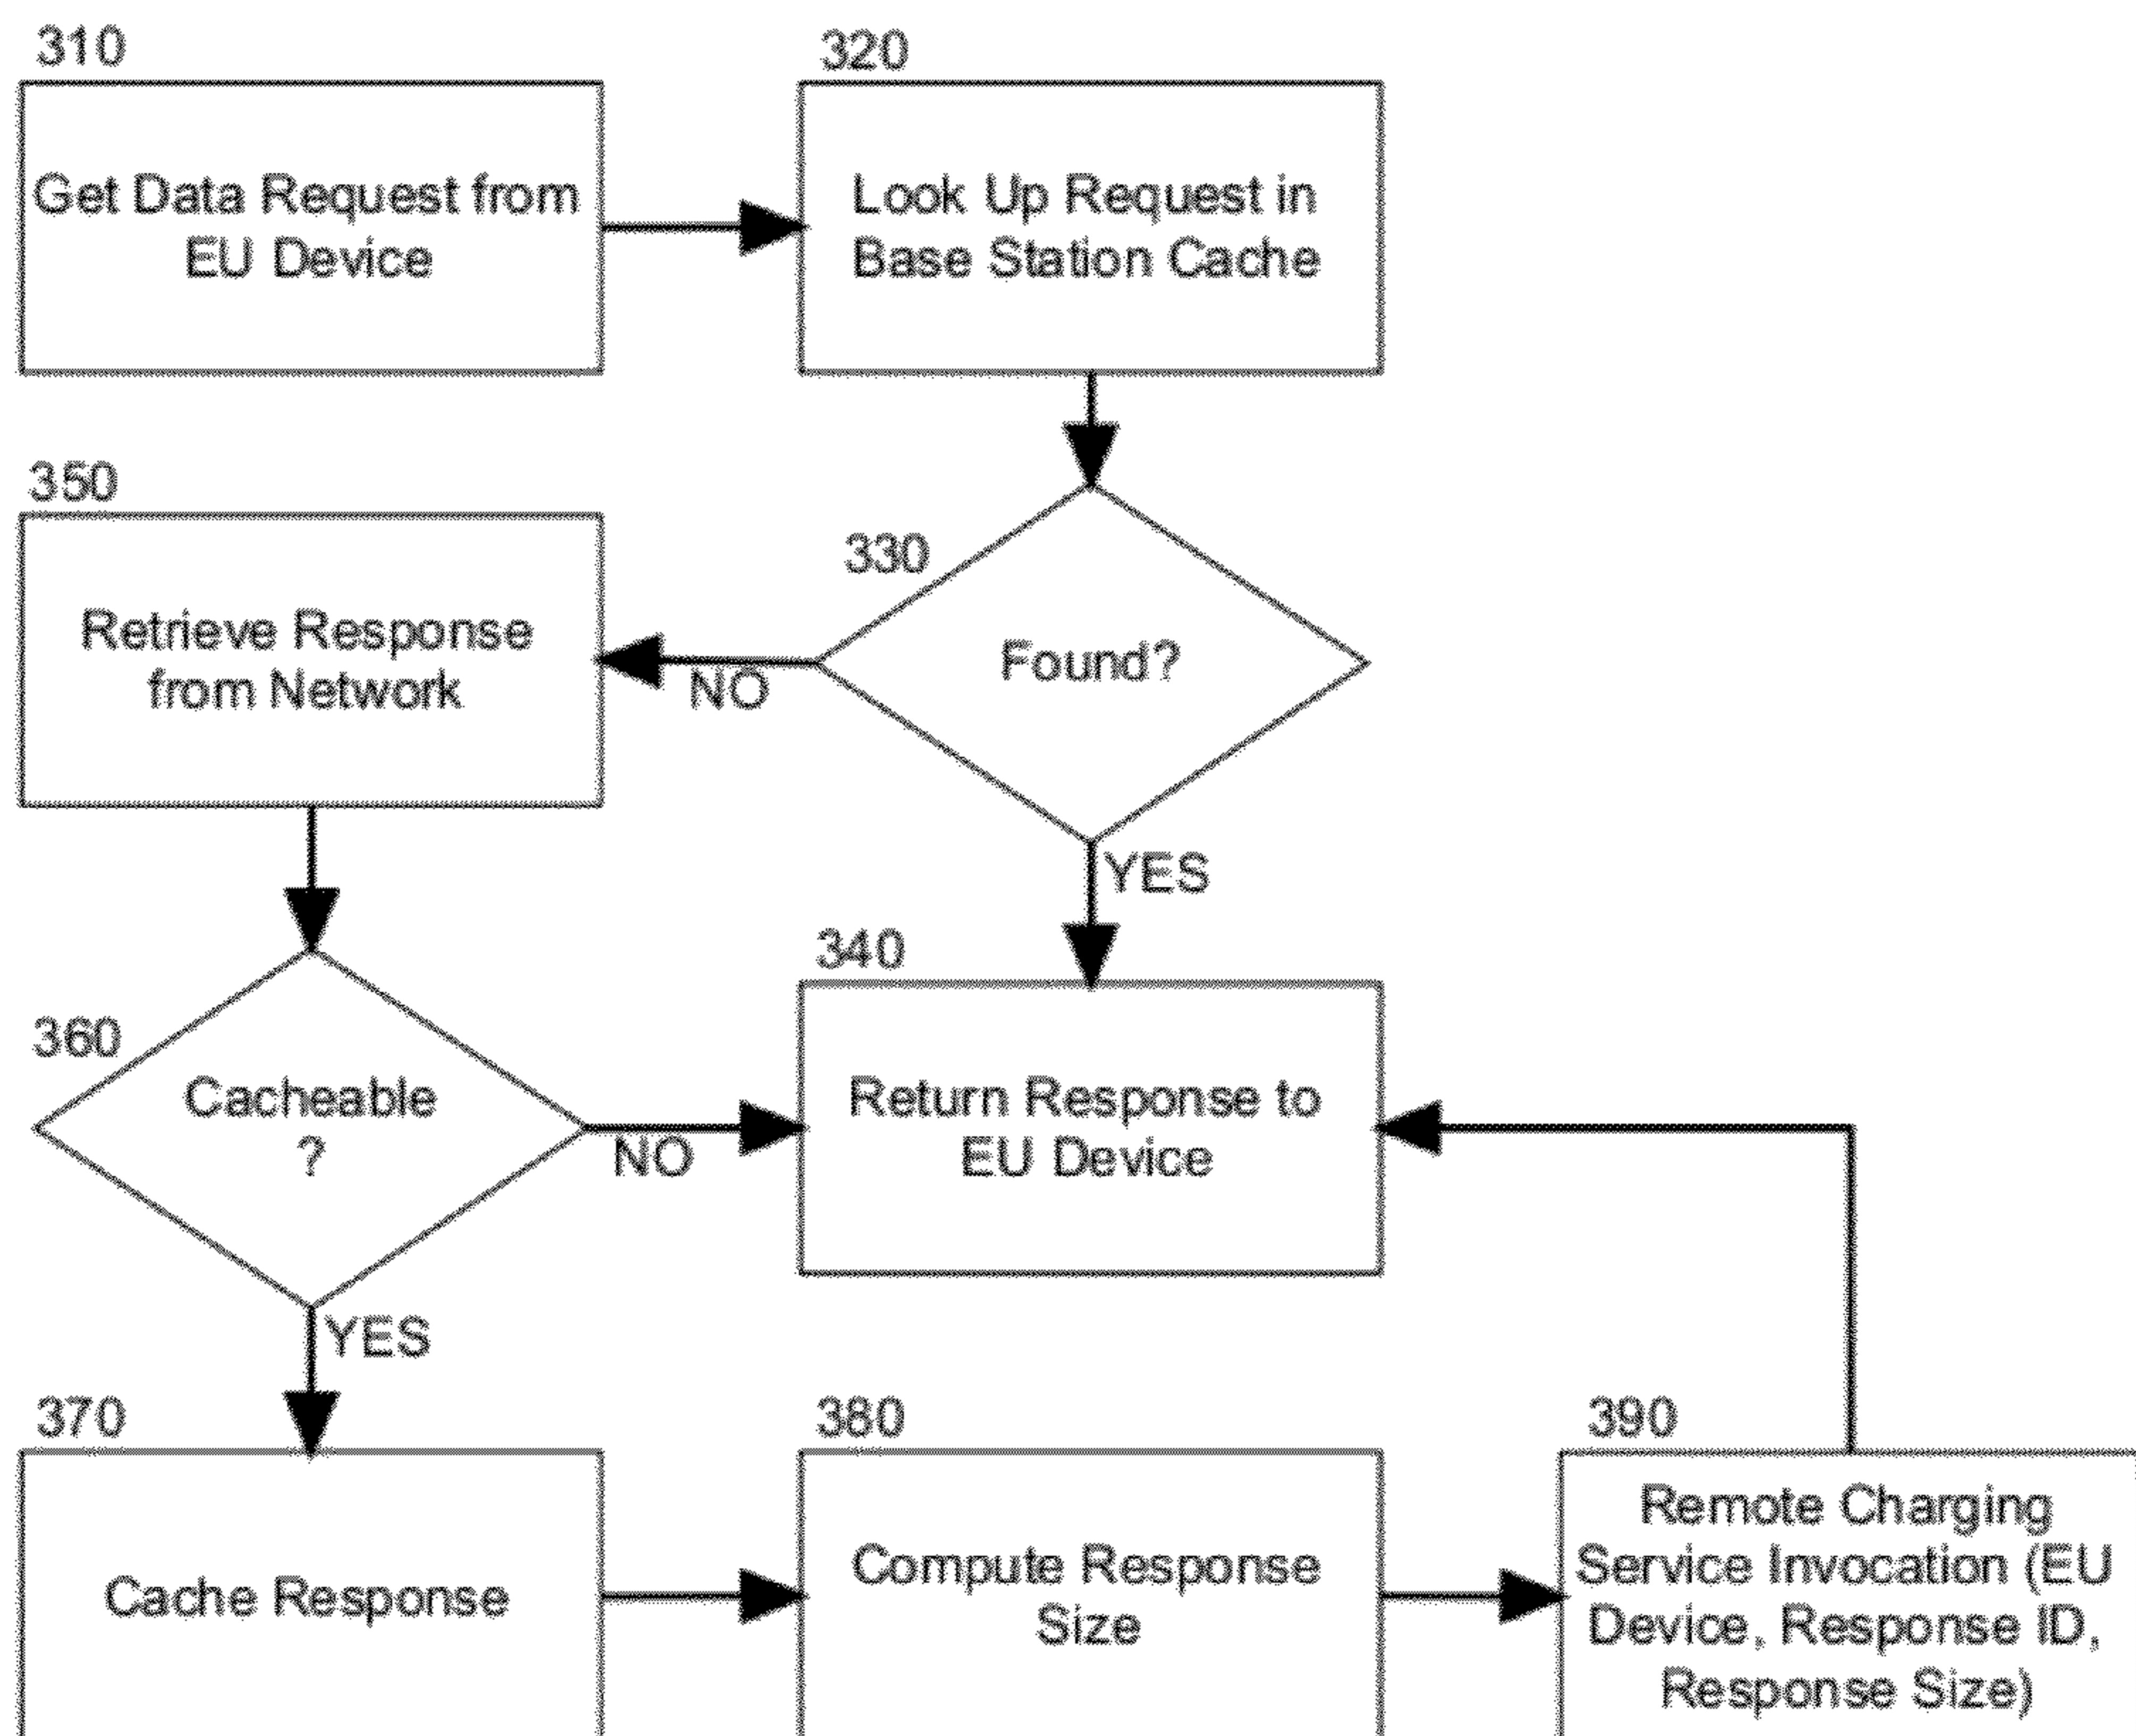 310
Get Data Request from
EU Device
320
Look Up Request in
Base Station Cache
330
Found?
NO
YES
350
Retrieve Response
from Network
360
Cacheable
?
NO
YES
340
Return Response to
EU Device
370
Cache Response
380
Compute Response
Size
390
Remote Charging
Service Invocation (EU
Device, Response ID,
Response Size)